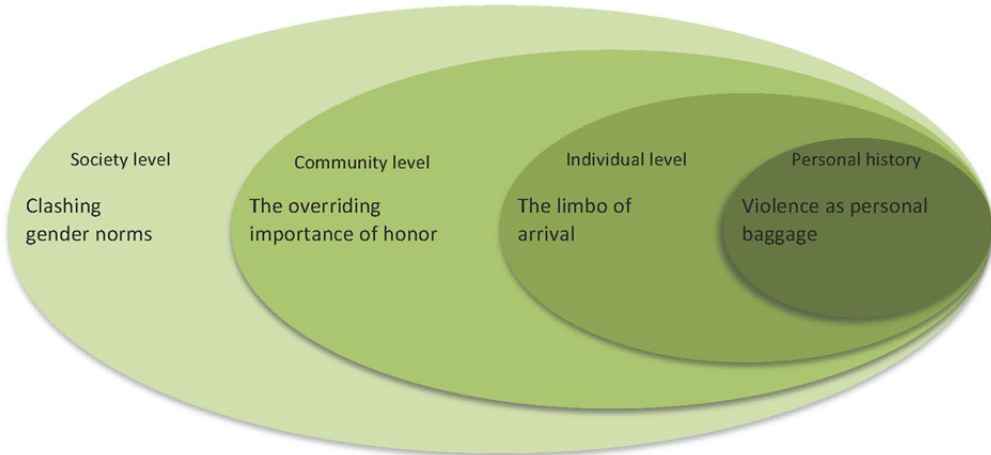 Society level
Clashing
gender norms
Community level
The overriding
importance of honor
Individual level
The limbo of
arrival
Personal history
Violence as personal
baggage